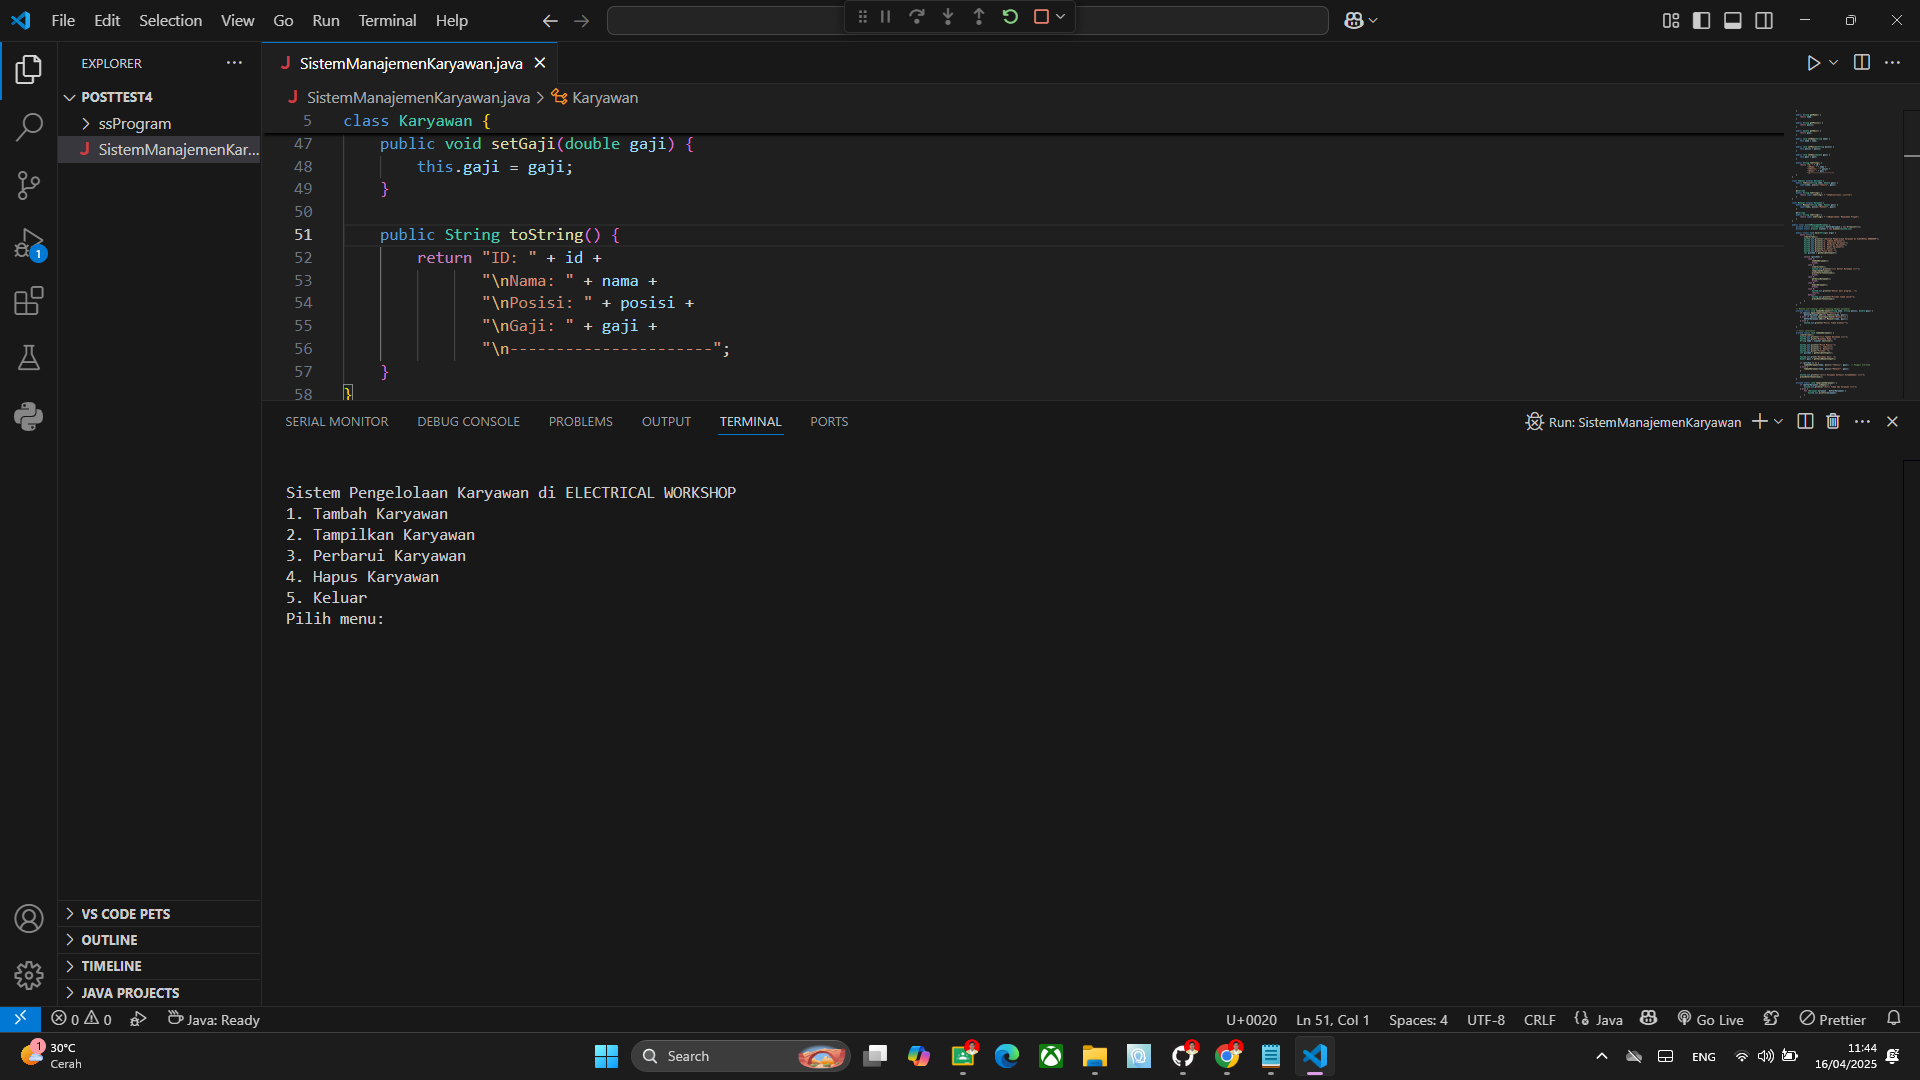 File Edit Selection View Go Run Terminal Help
EXPLORER
POSTTEST4
ssProgram
SistemManajemenKar...
VS CODE PETS
OUTLINE
TIMELINE
JAVA PROJECTS
SistemManajemenKaryawan.java
SistemManajemenKaryawan.java > Karyawan
5 class Karyawan {
47 public void setGaji(double gaji) {
48 this.gaji = gaji;
49 }
50
51 public String toString() {
52 return "ID: " + id +
53 "\nNama: " + nama +
54 "\nPosisi: " + posisi +
55 "\nGaji: " + gaji +
56 "\n----------------------";
57 }
58 }
SERIAL MONITOR DEBUG CONSOLE PROBLEMS OUTPUT TERMINAL PORTS
Run: SistemManajemenKaryawan
Sistem Pengelolaan Karyawan di ELECTRICAL WORKSHOP
1. Tambah Karyawan
2. Tampilkan Karyawan
3. Perbarui Karyawan
4. Hapus Karyawan
5. Keluar
Pilih menu:
1
0 0 Java: Ready
U+0020 Ln 51, Col 1 Spaces: 4 UTF-8 CRLF Java Go Live Prettier
1
30°C
Cerah
Search
ENG
11:44
16/04/2025